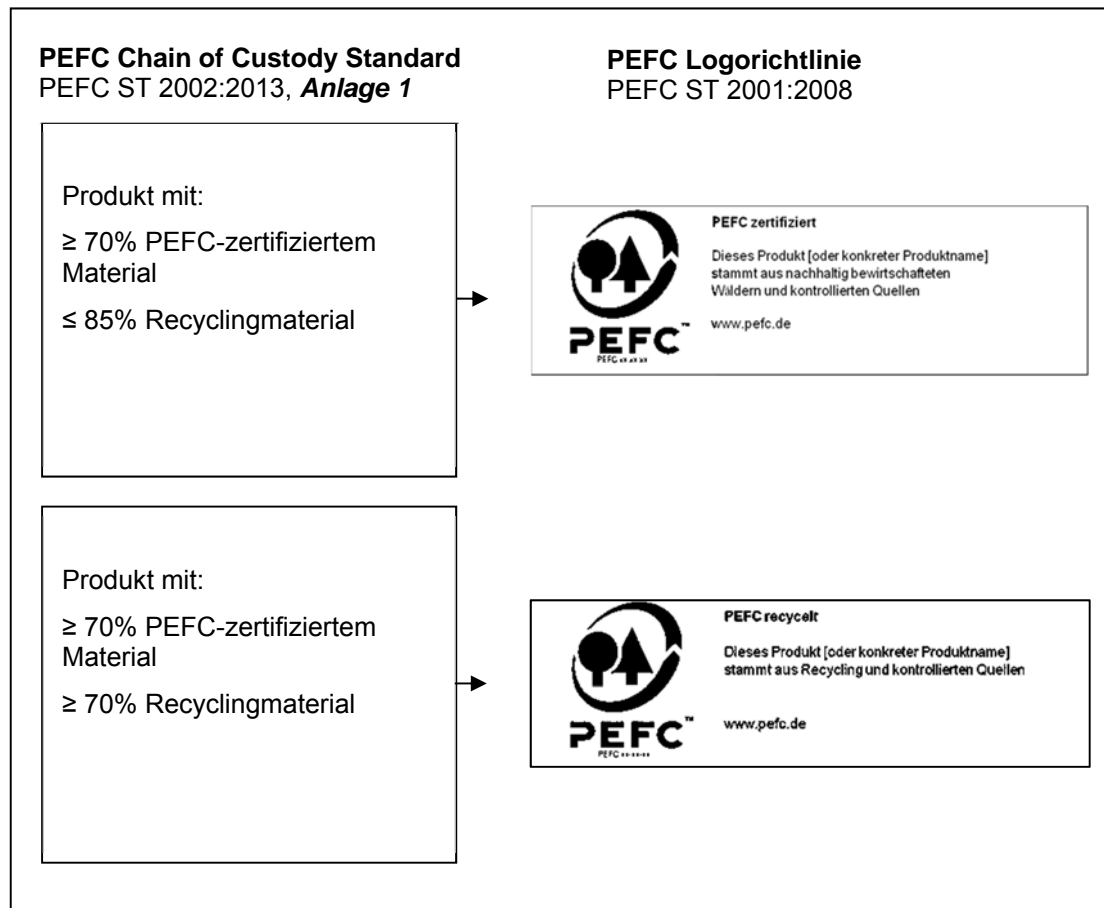 PEFC Chain of Custody Standard
PEFC ST 2002:2013, Anlage 1
PEFC Logorichtlinie
PEFC ST 2001:2008
Produkt mit:
≥ 70% PEFC-zertifiziertem
Material
≤ 85% Recyclingmaterial
PEFC™
PEFC
PEFC zertifiziert
Dieses Produkt [oder konkreter Produktname]
stammt aus nachhaltig bewirtschafteten
Wäldern und kontrollierten Quellen
www.pefc.de
Produkt mit:
≥ 70% PEFC-zertifiziertem
Material
≥ 70% Recyclingmaterial
PEFC™
PEFC
PEFC recycelt
Dieses Produkt [oder konkreter Produktname]
stammt aus Recycling und kontrollierten Quellen
www.pefc.de